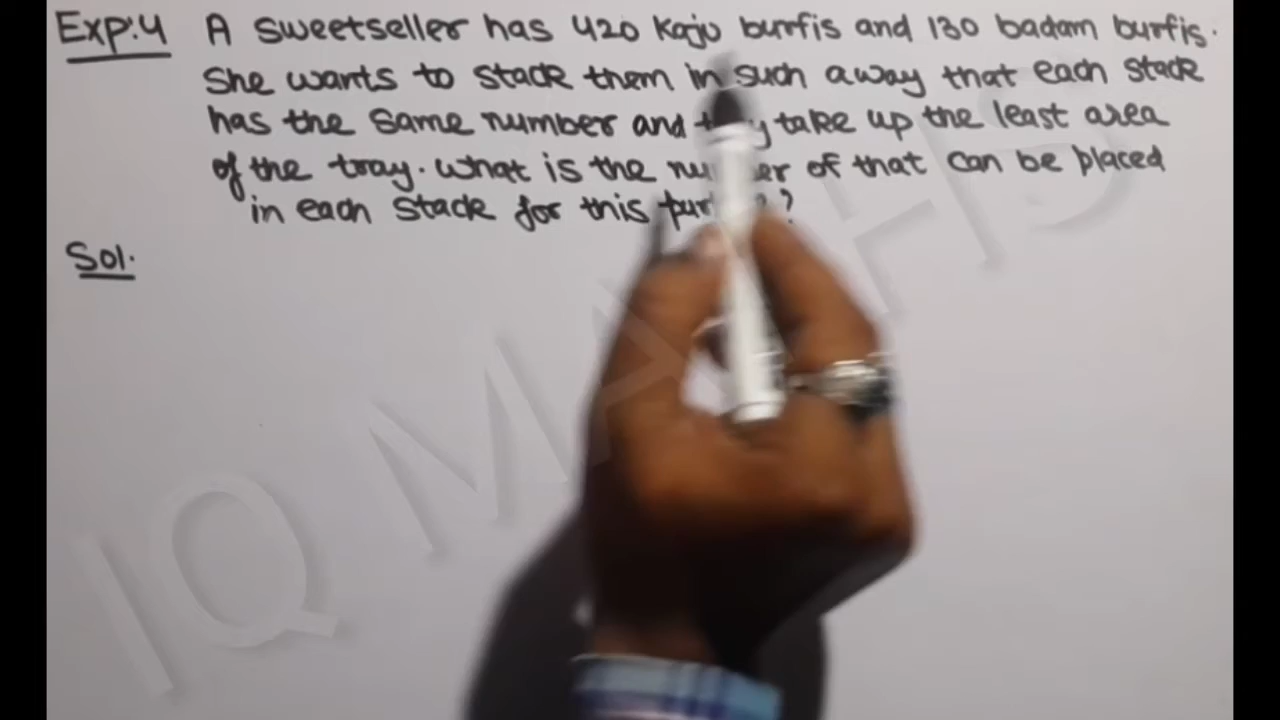 Exp:4 A sweetseller has 420 Kaju burfis and 130 badam burfis.
She wants to stack them in such a way that each stack
has the same number and take up the least area
of the tray. What is the of that can be placed
in each stack for this ?
Sol.
IQ MATHS